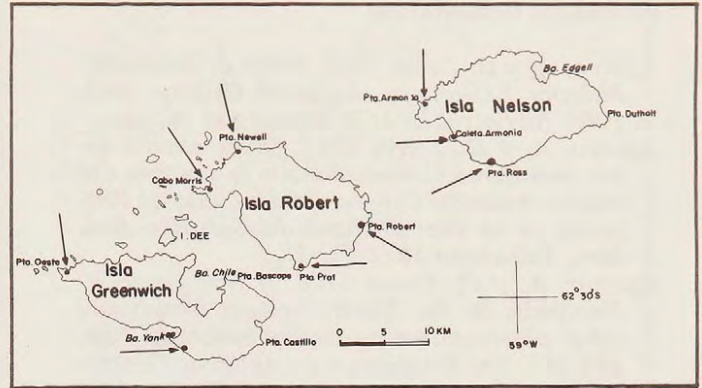 Ba. Edgell
Pta. Armonia
Isla Nelson
Pta. Dutholt
Caleta Armonia
Pta. Ross
Pta. Newell
Cabo Morris
Isla Robert
Pta. Robert
I. DEE
Pta. Oeste
Isla
Greenwich
Ba. Chile
Pta. Bascope
Pta. Prat
Ba. Yank
Pta. Castillo
0 5 10 KM
62°30'S
59°W